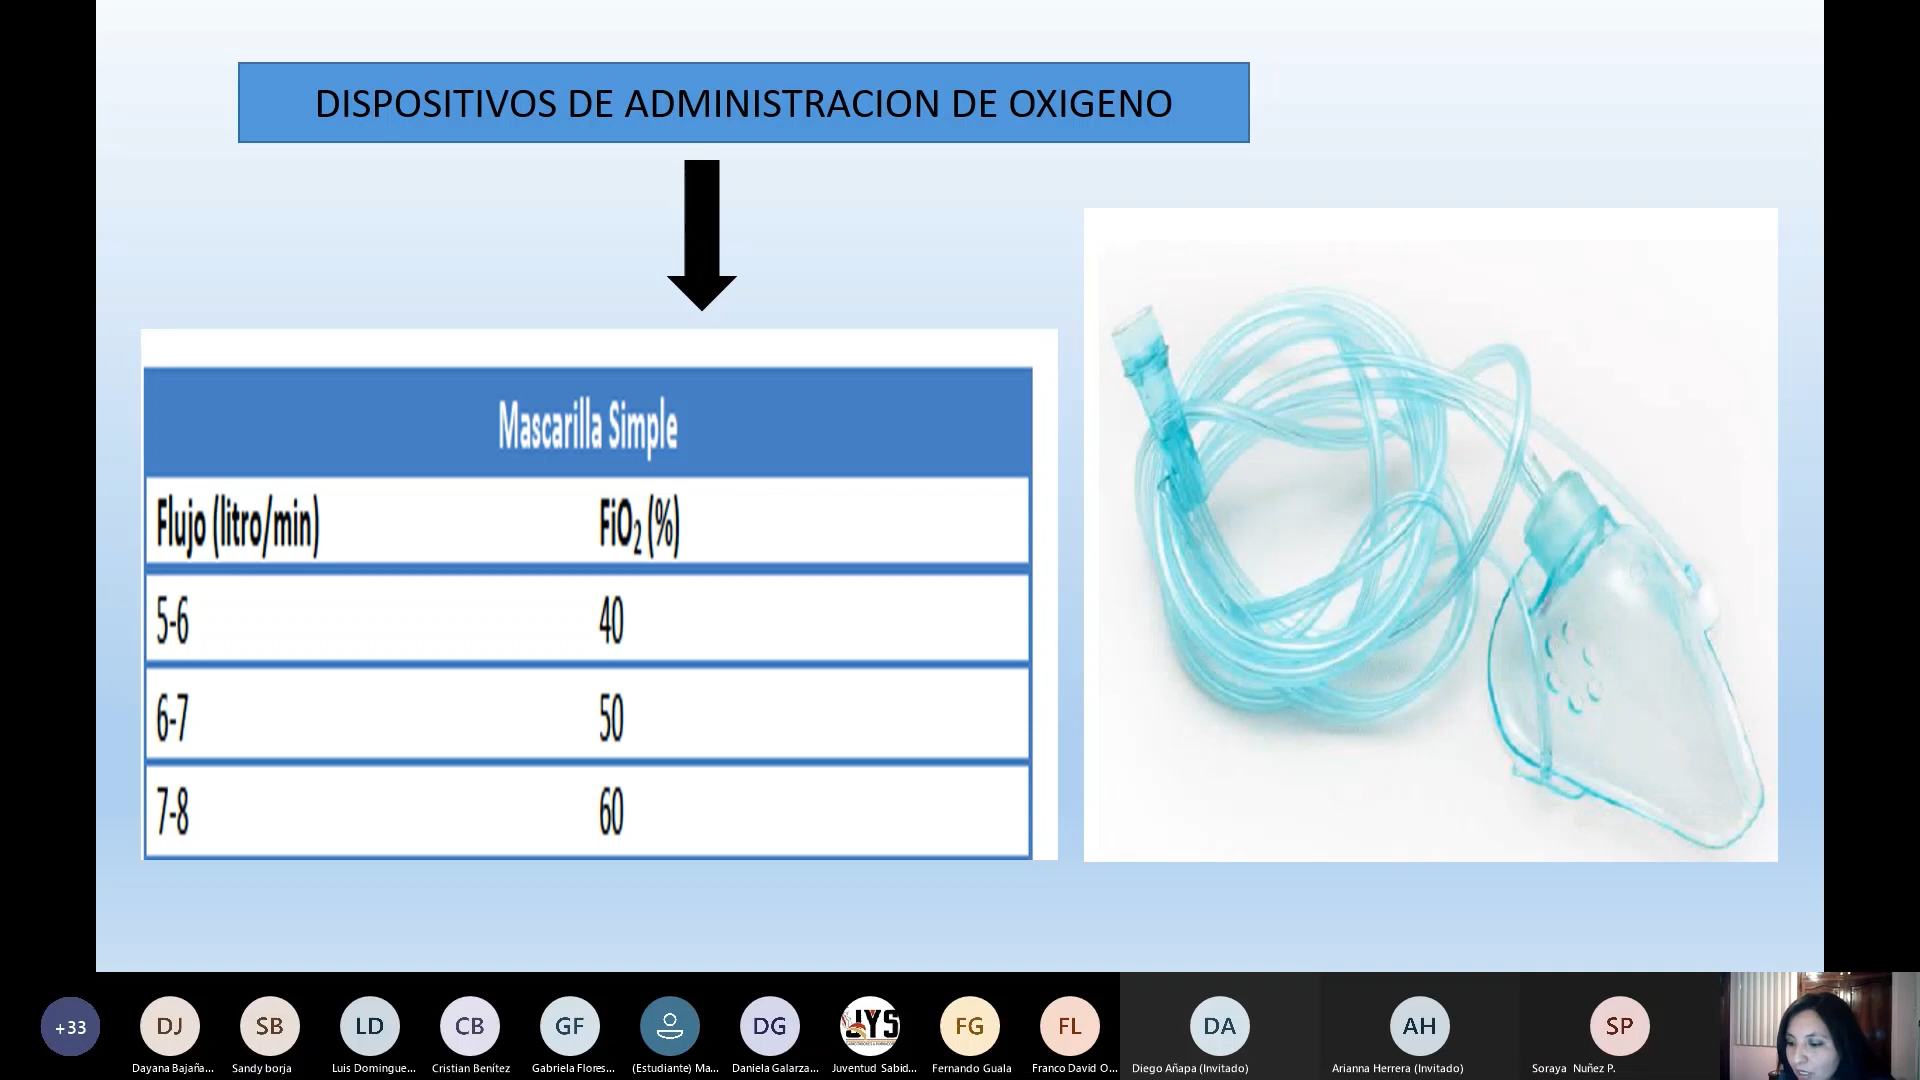 DISPOSITIVOS DE ADMINISTRACION DE OXIGENO
Mascarilla Simple
Flujo (litro/min) FiO₂ (%)
5-6 40
6-7 50
7-8 60
+33 DJ SB LD CB GF DG JYS FG FL DA AH SP
Dayana Bajaña... Sandy borja Luis Domingue... Cristian Benítez Gabriela Flores... (Estudiante) Ma... Daniela Galarza... Juventud Sabid... Fernando Guala Franco David O... Diego Añapa (Invitado) Arianna Herrera (Invitado) Soraya Nuñez P.